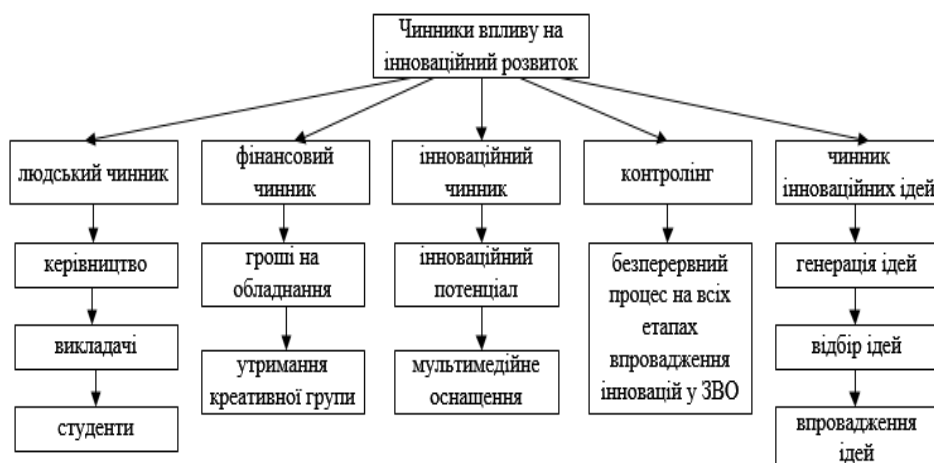 Чинники впливу на
інноваційний розвиток
людський чинник
фінансовий
чинник
інноваційний
чинник
контролінг
чинник
інноваційних ідей
керівництво
гроші на
обладнання
інноваційний
потенціал
безперервний
процес на всіх
етапах
впровадження
інновацій у ЗВО
генерація ідей
викладачі
утримання
креативної групи
мультимедійне
оснащення
відбір ідей
студенти
впровадження
ідей